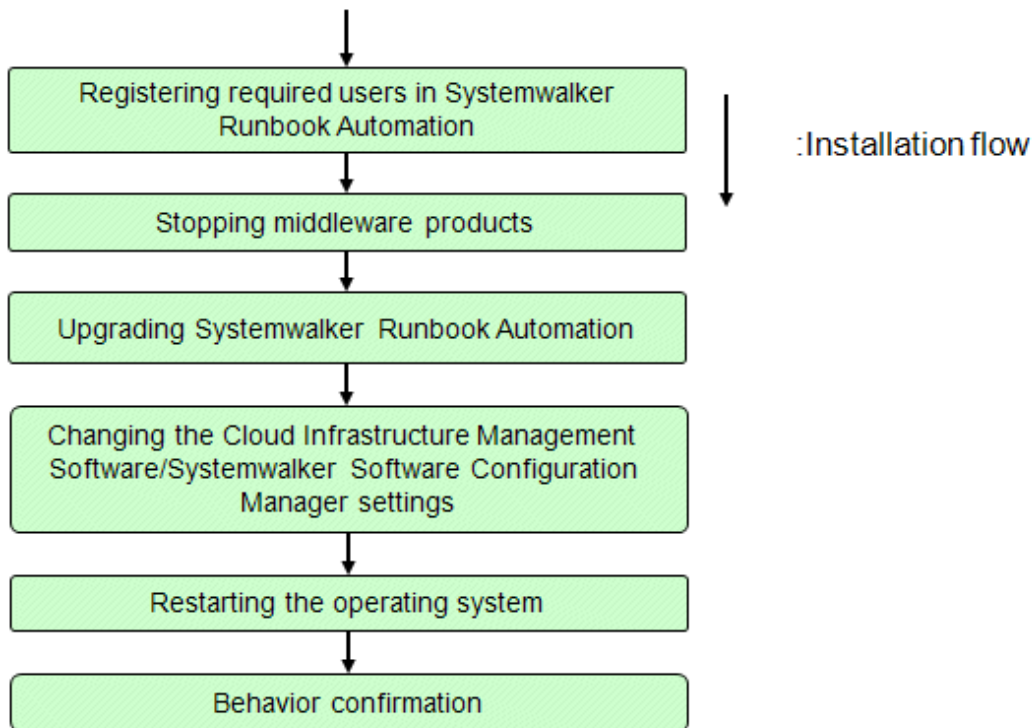 Registering required users in Systemwalker
Runbook Automation
:Installation flow
Stopping middleware products
Upgrading Systemwalker Runbook Automation
Changing the Cloud Infrastructure Management
Software/Systemwalker Software Configuration
Manager settings
Restarting the operating system
Behavior confirmation